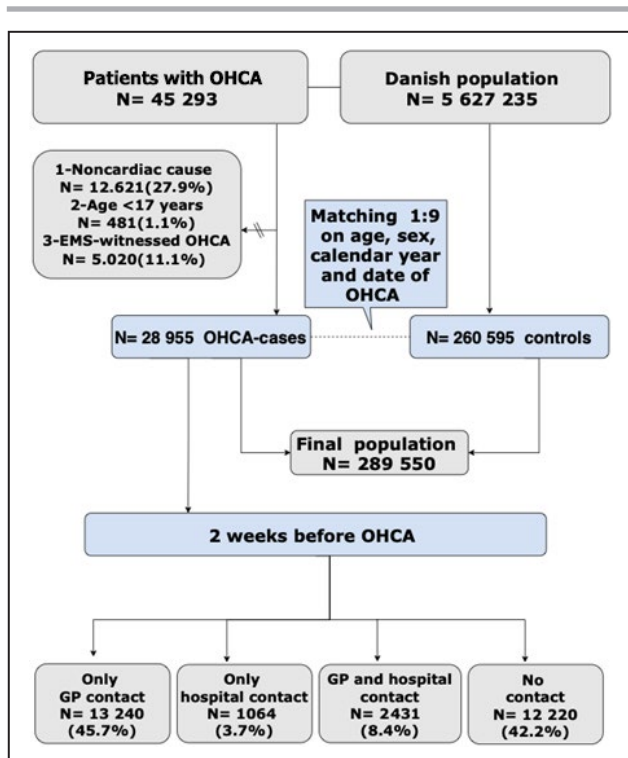 Patients with OHCA
N= 45 293
Danish population
N= 5 627 235
1-Noncardiac cause
N= 12.621(27.9%)
2-Age <17 years
N= 481(1.1%)
3-EMS-witnessed OHCA
N= 5.020(11.1%)
Matching 1:9
on age, sex,
calendar year
and date of
OHCA
N= 28 955 OHCA-cases
N= 260 595 controls
Final population
N= 289 550
2 weeks before OHCA
Only
GP contact
N= 13 240
(45.7%)
Only
hospital contact
N= 1064
(3.7%)
GP and hospital
contact
N= 2431
(8.4%)
No
contact
N= 12 220
(42.2%)